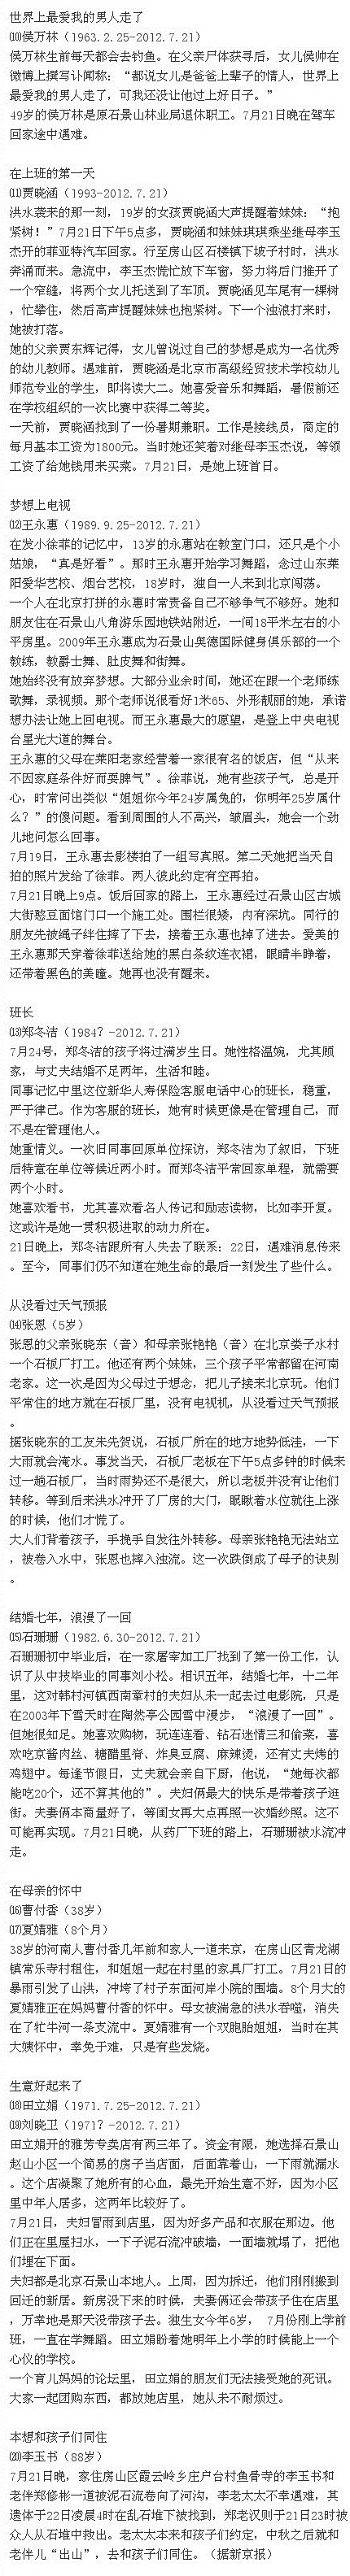 世界上最爱我的男人走了
⑽侯万林（1963.2.25-2012.7.21）
侯万林生前每天都会去钓鱼。在父亲尸体获寻后，女儿侯帅在
微博上撰写讣闻称：“都说女儿是爸爸上辈子的情人，世界上
最爱我的男人走了，可我还没让他过上好日子。”
49岁的侯万林是原石景山林业局退休职工。7月21日晚在驾车
回家途中遇难。
在上班的第一天
⑾贾晓涵（1993-2012.7.21）
洪水袭来的那一刻，19岁的女孩贾晓涵大声提醒着妹妹：“抱
紧树！”7月21日下午5点多，贾晓涵和妹妹琪琪乘坐继母李玉
杰开的菲亚特汽车回家。行至房山区石楼镇下坡子村时，洪水
奔涌而来。急流中，李玉杰慌忙放下车窗，努力将后门推开了
一个窄缝，将两个女儿托送到了车顶。贾晓涵见车尾有一棵树
，忙攀住，然后高声提醒妹妹也抱紧树。下一个浊浪打来时，
她被打落。
她的父亲贾东辉记得，女儿曾说过自己的梦想是成为一名优秀
的幼儿教师。遇难前，贾晓涵是北京市高级经贸技术学校幼儿
师范专业的学生，即将读大二。她喜爱音乐和舞蹈，暑假前还
在学校组织的一次比赛中获得二等奖。
一天前，贾晓涵找到了一份暑期兼职。工作是接线员，商定的
每月基本工资为1800元。当时她还笑着对继母李玉杰说，等领
工资了给她钱用来买菜。7月21日，是她上班首日。
梦想上电视
⑿王永惠（1989.9.25-2012.7.21）
在发小徐菲的记忆中，13岁的永惠站在教室门口，还只是个小
姑娘，“真是好看”。那时王永惠开始学习舞蹈，念过山东莱
阳爱华艺校、烟台艺校，18岁时，独自一人来到北京闯荡。
一个人在北京打拼的永惠时常责备自己不够争气不够好。她和
朋友住在石景山八角游乐园地铁站附近，一间18平米左右的小
平房里。2009年王永惠成为石景山奥德国际健身俱乐部的一个
教练，教爵士舞、肚皮舞和街舞。
她始终没有放弃梦想。大部分业余时间，她还在跟一个老师练
歌舞，录视频。那个老师说很看好1米65、外形靓丽的她，承诺
想办法让她上回电视。而王永惠最大的愿望，是登上中央电视
台星光大道的舞台。
王永惠的父母在莱阳老家经营着一家很有名的饭店，但“从来
不因家庭条件好而耍脾气”。徐菲说，她有些孩子气，总是开
心，时常问出类似“姐姐你今年24岁属兔的，你明年25岁属什
么？”的傻问题。看到周围的人不高兴，皱眉头，她会一个劲
儿地问怎么回事。
7月19日，王永惠去影楼拍了一组写真照。第二天她把当天自
拍的照片发给了徐菲。两人彼此约定有空再拍。
7月21日晚上9点。饭后回家的路上，王永惠经过石景山区古城
大街憨豆面馆门口一个施工处。围栏很矮，内有深坑。同行的
朋友先被绳子绊住摔了下去，接着王永惠也掉了进去。爱美的
王永惠那天穿着徐菲送给她的黑白条纹连衣裙，眼睛半睁着，
还带着黑色的美瞳。她再也没有醒来。
班长
⒀郑冬洁（1984？-2012.7.21）
7月24号，郑冬洁的孩子将过满岁生日。她性格温婉，尤其顾
家，与丈夫结婚不足两年，生活和睦。
同事记忆中里这位新华人寿保险客服电话中心的班长，稳重，
严于律己。作为客服的班长，她有时候更像是在管理自己，而
不是在管理他人。
她重情义。一次旧同事回原单位探访，郑冬洁为了叙旧，下班
后特意在单位等候近两小时。而郑冬洁平常回家单程，就需要
两个小时。
她喜欢看书，尤其喜欢看名人传记和励志读物，比如李开复。
这或许是她一贯积极进取的动力所在。
21日晚上，郑冬洁跟所有人失去了联系：22日，遇难消息传来
。至今，同事们仍不知道在她生命的最后一刻发生了些什么。
从没看过天气预报
⒁张恩（5岁）
张恩的父亲张晓东（音）和母亲张艳艳（音）在北京娄子水村
一个石板厂打工。他还有两个妹妹，三个孩子平常都留在河南
老家。这一次是因为父母过于想念，把儿子接来北京玩。他们
平常住的地方就在石板厂里，没有电视机，从没看过天气预报
。
据张晓东的工友朱先贺说，石板厂所在的地方地势低洼，一下
大雨就会淹水。事发当天，石板厂老板在下午5点多钟的时候来
过一趟石板厂，当时雨势还不是很大，所以老板并没有让他们
转移。等到后来洪水冲开了厂房的大门，眼瞅着水位就往上涨
的时候，他们才慌了。
大人们背着孩子，手挽手自发往外转移。母亲张艳艳无法站立
，被卷入水中，张恩也摔入浊流。这一次跌倒成了母子的诀别
。
结婚七年，浪漫了一回
⒂石珊珊（1982.6.30-2012.7.21）
石珊珊初中毕业后，在一家屠宰加工厂找到了第一份工作，认
识了从中技毕业的同事刘小松。相识五年，结婚七年，十二年
里，这对韩村河镇西南章村的夫妇从未一起去过电影院，只是
在2003年下雪天时在陶然亭公园雪中漫步，“浪漫了一回”。
但她很知足。她喜欢购物，玩连连看、钻石迷情三和偷菜，喜
欢吃京酱肉丝、糖醋里脊、炸臭豆腐、麻辣烫，还有丈夫烤的
鸡翅中。每逢节假日，丈夫就会亲自下厨，他说，“她每次都
能吃20个，还不算其他的”。夫妇俩最大的快乐是带着孩子逛
街。夫妻俩本商量好了，等闺女再大点再照一次婚纱照。这不
可能再实现。7月21日晚，从药厂下班的路上，石珊珊被水流冲
走。
在母亲的怀中
⒃曹付香（38岁）
⒄夏婧雅（8个月）
38岁的河南人曹付香几年前和家人一道来京，在房山区青龙湖
镇常乐寺村租住，和姐姐一起在村里的家具厂打工。7月21日的
暴雨引发了山洪，冲垮了村子东面河岸小院的围墙。8个月大的
夏婧雅正在妈妈曹付香的怀中。母女被湍急的洪水吞噬，消失
在了牤牛河一条支流中。夏婧雅有一个双胞胎姐姐，当时在其
大姨怀中，幸免于难，只是有些发烧。
生意好起来了
⒅田立娟（1971.7.25-2012.7.21）
⒆刘晓卫（1971？-2012.7.21）
田立娟开的雅芳专卖店有两三年了。资金有限，她选择石景山
赵山小区一个简易的房子当店面，后面靠着山，一下雨就漏水
。这个店凝聚了她所有的心血，最先开始生意不好，因为小区
里中年人居多，这两年比较好了。
7月21日，夫妇冒雨到店里，因为好多产品和衣服在那边。他
们正在里屋扫水，一下子泥石流冲破墙，一面墙就塌了，把他
们埋在下面。
夫妇都是北京石景山本地人。上周，因为拆迁，他们刚刚搬到
回迁的新居。新房没下来的时候，夫妻俩还会带孩子住在店里
，万幸地是那天没带孩子去。独生女今年6岁， 7月份刚上学前
班，一直在学舞蹈。田立娟盼着她明年上小学的时候能上一个
心仪的学校。
一个育儿妈妈的论坛里，田立娟的朋友们无法接受她的死讯。
大家一起团购东西，都放她店里，她从未不耐烦过。
本想和孩子们同住
⒇李玉书（88岁）
7月21日晚，家住房山区霞云岭乡庄户台村鱼骨寺的李玉书和
老伴郑修彬一道被泥石流卷向了河沟，李老太太不幸遇难，其
遗体于22日凌晨4时在乱石堆下被找到，郑老汉则于21日23时被
众人从石堆中救出。老太太本来和孩子们约定，中秋之后就和
老伴儿“出山”，去和孩子们同住。（据新京报）